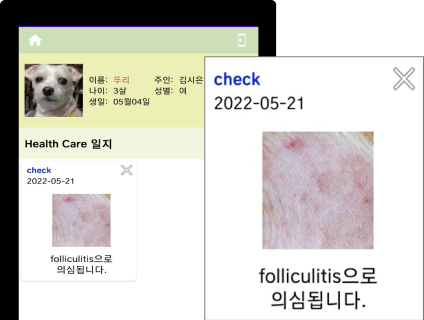 이름: 뚜리 주인: 김시은
나이: 3살 성별: 여
생일: 05월04일
Health Care 일지
check
2022-05-21
folliculitis으로
의심됩니다.
check
2022-05-21
folliculitis으로
의심됩니다.